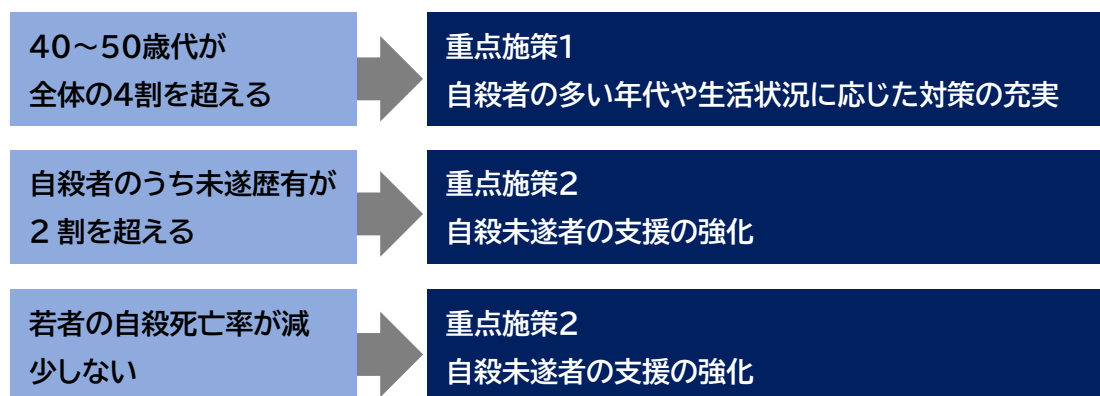 40～50歳代が
全体の4割を超える
重点施策1
自殺者の多い年代や生活状況に応じた対策の充実
自殺者のうち未遂歴有が
2 割を超える
重点施策2
自殺未遂者の支援の強化
若者の自殺死亡率が減
少しない
重点施策2
自殺未遂者の支援の強化